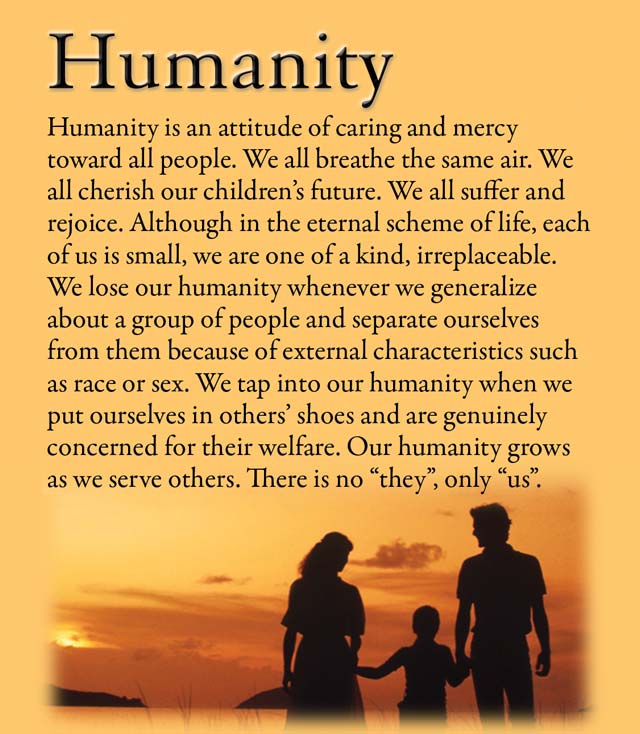 Humanity
Humanity is an attitude of caring and mercy
toward all people. We all breathe the same air. We
all cherish our children’s future. We all suffer and
rejoice. Although in the eternal scheme of life, each
of us is small, we are one of a kind, irreplaceable.
We lose our humanity whenever we generalize
about a group of people and separate ourselves
from them because of external characteristics such
as race or sex. We tap into our humanity when we
put ourselves in others’ shoes and are genuinely
concerned for their welfare. Our humanity grows
as we serve others. There is no “they”, only “us”.